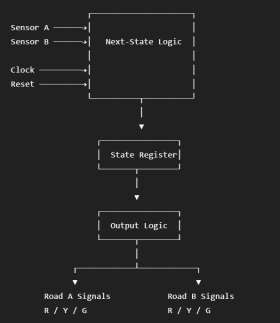 Sensor A
Sensor B
Next-State Logic
Clock
Reset
State Register
Output Logic
Road A Signals
Road B Signals
R / Y / G
R / Y / G